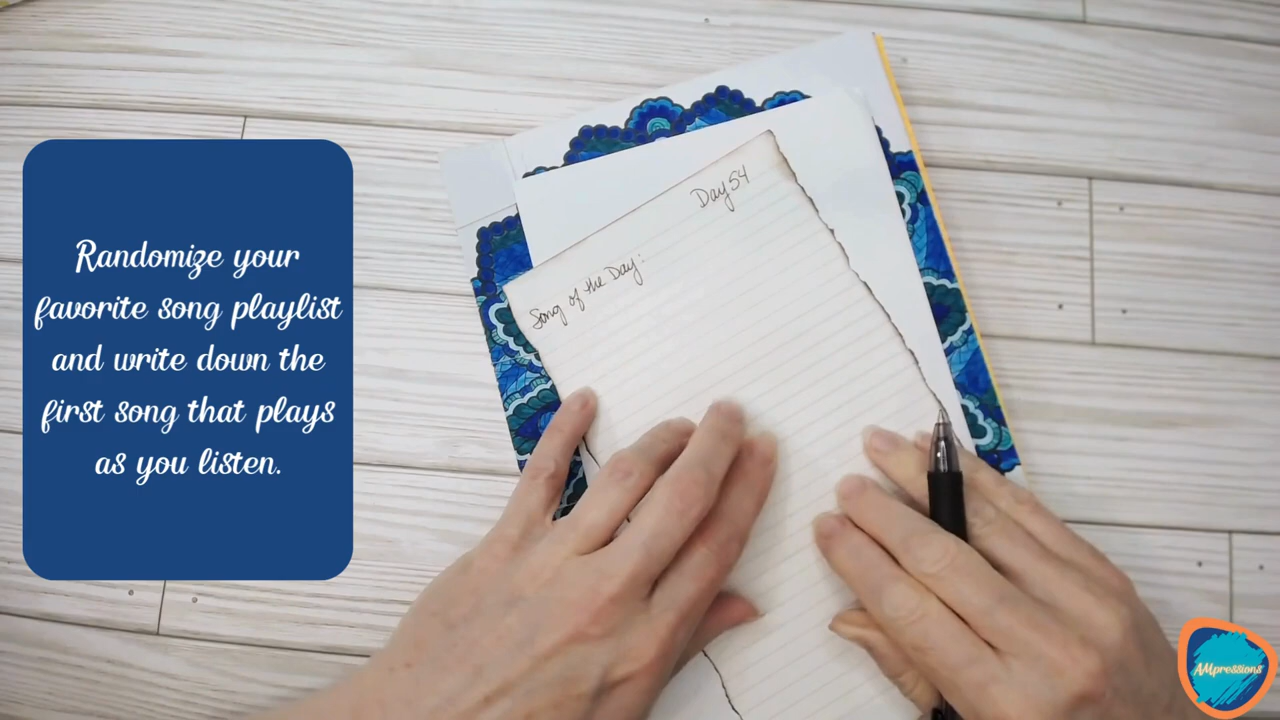 Randomize your
favorite song playlist
and write down the
first song that plays
as you listen.
Day 54
Song of the Day:
AMpressions